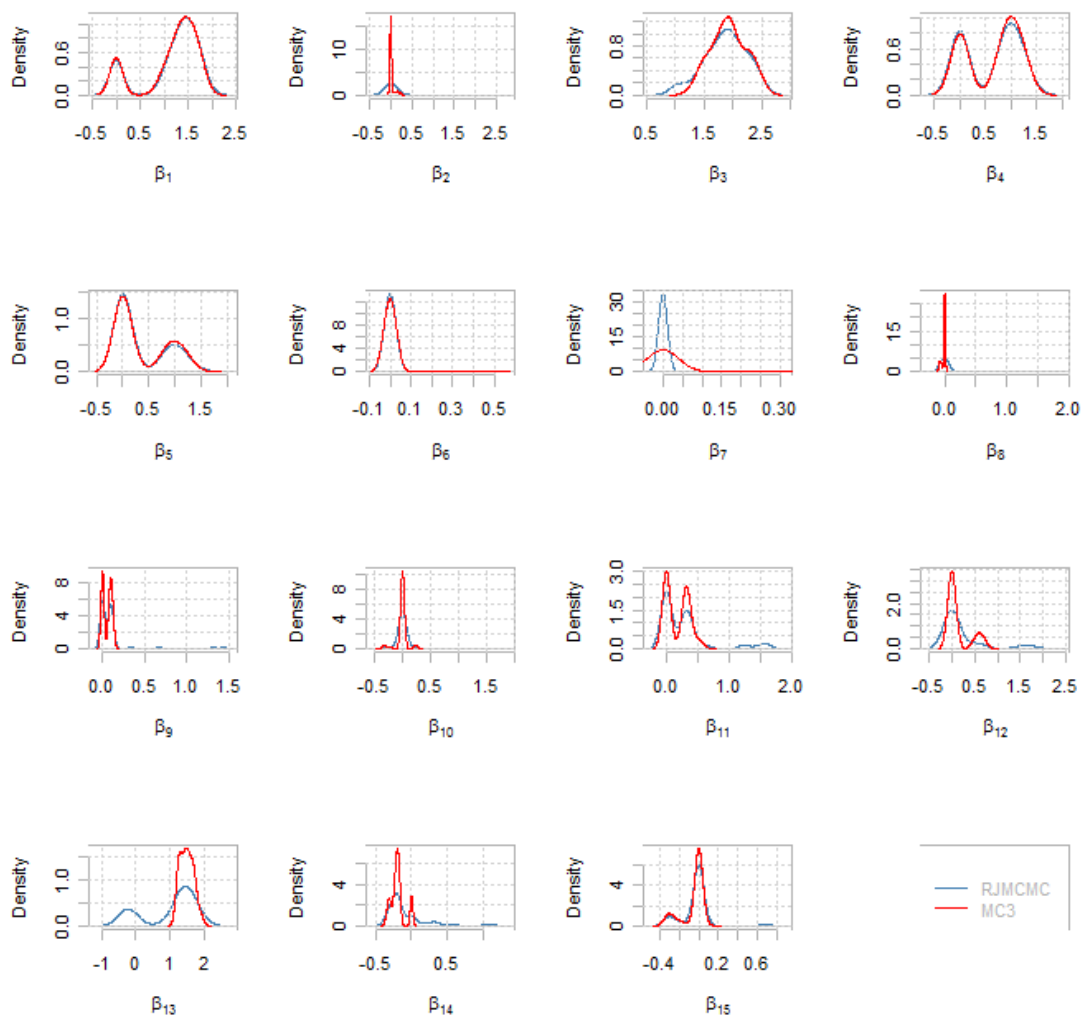 Density
0.0 0.6
-0.5 0.5 1.5 2.5
β1
Density
0 10
-0.5 0.5 1.5 2.5
β2
Density
0.0 0.8
0.5 1.5 2.5
β3
Density
0.0 0.6
-0.5 0.5 1.5
β4
Density
0.0 1.0
-0.5 0.5 1.5
β5
Density
0 4 8
-0.1 0.1 0.3 0.5
β6
Density
0 15 30
0.00 0.15 0.30
β7
Density
0 15
0.0 1.0 2.0
β8
Density
0 4 8
0.0 0.5 1.0 1.5
β9
Density
0 4 8
-0.5 0.5 1.5
β10
Density
0.0 1.5 3.0
0.0 1.0 2.0
β11
Density
0.0 2.0
-0.5 0.5 1.5 2.5
β12
Density
0.0 1.0
-1 0 1 2
β13
Density
0 4
-0.5 0.5
β14
Density
0 4
-0.4 0.2 0.6
β15
RJMCMC
MC3